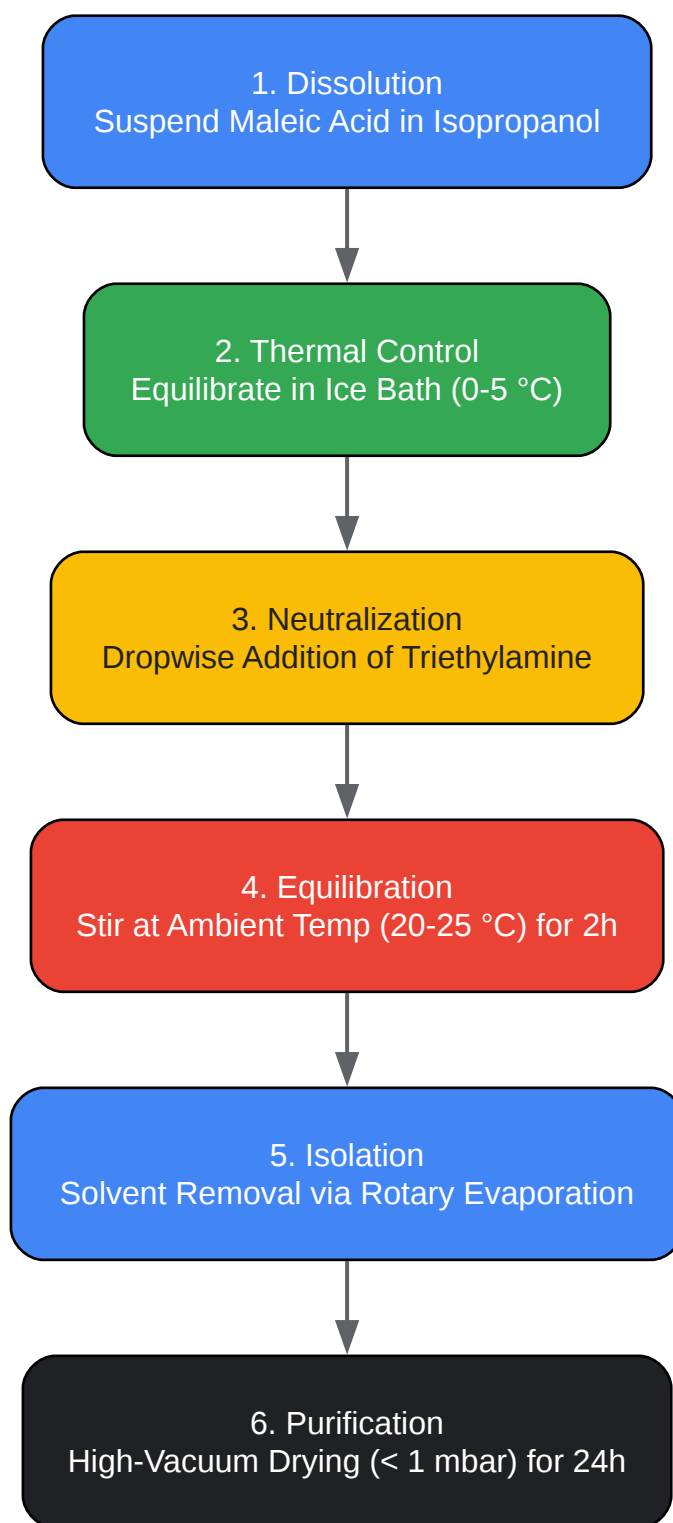 1. Dissolution
Suspend Maleic Acid in Isopropanol
2. Thermal Control
Equilibrate in Ice Bath (0-5 °C)
3. Neutralization
Dropwise Addition of Triethylamine
4. Equilibration
Stir at Ambient Temp (20-25 °C) for 2h
5. Isolation
Solvent Removal via Rotary Evaporation
6. Purification
High-Vacuum Drying (< 1 mbar) for 24h